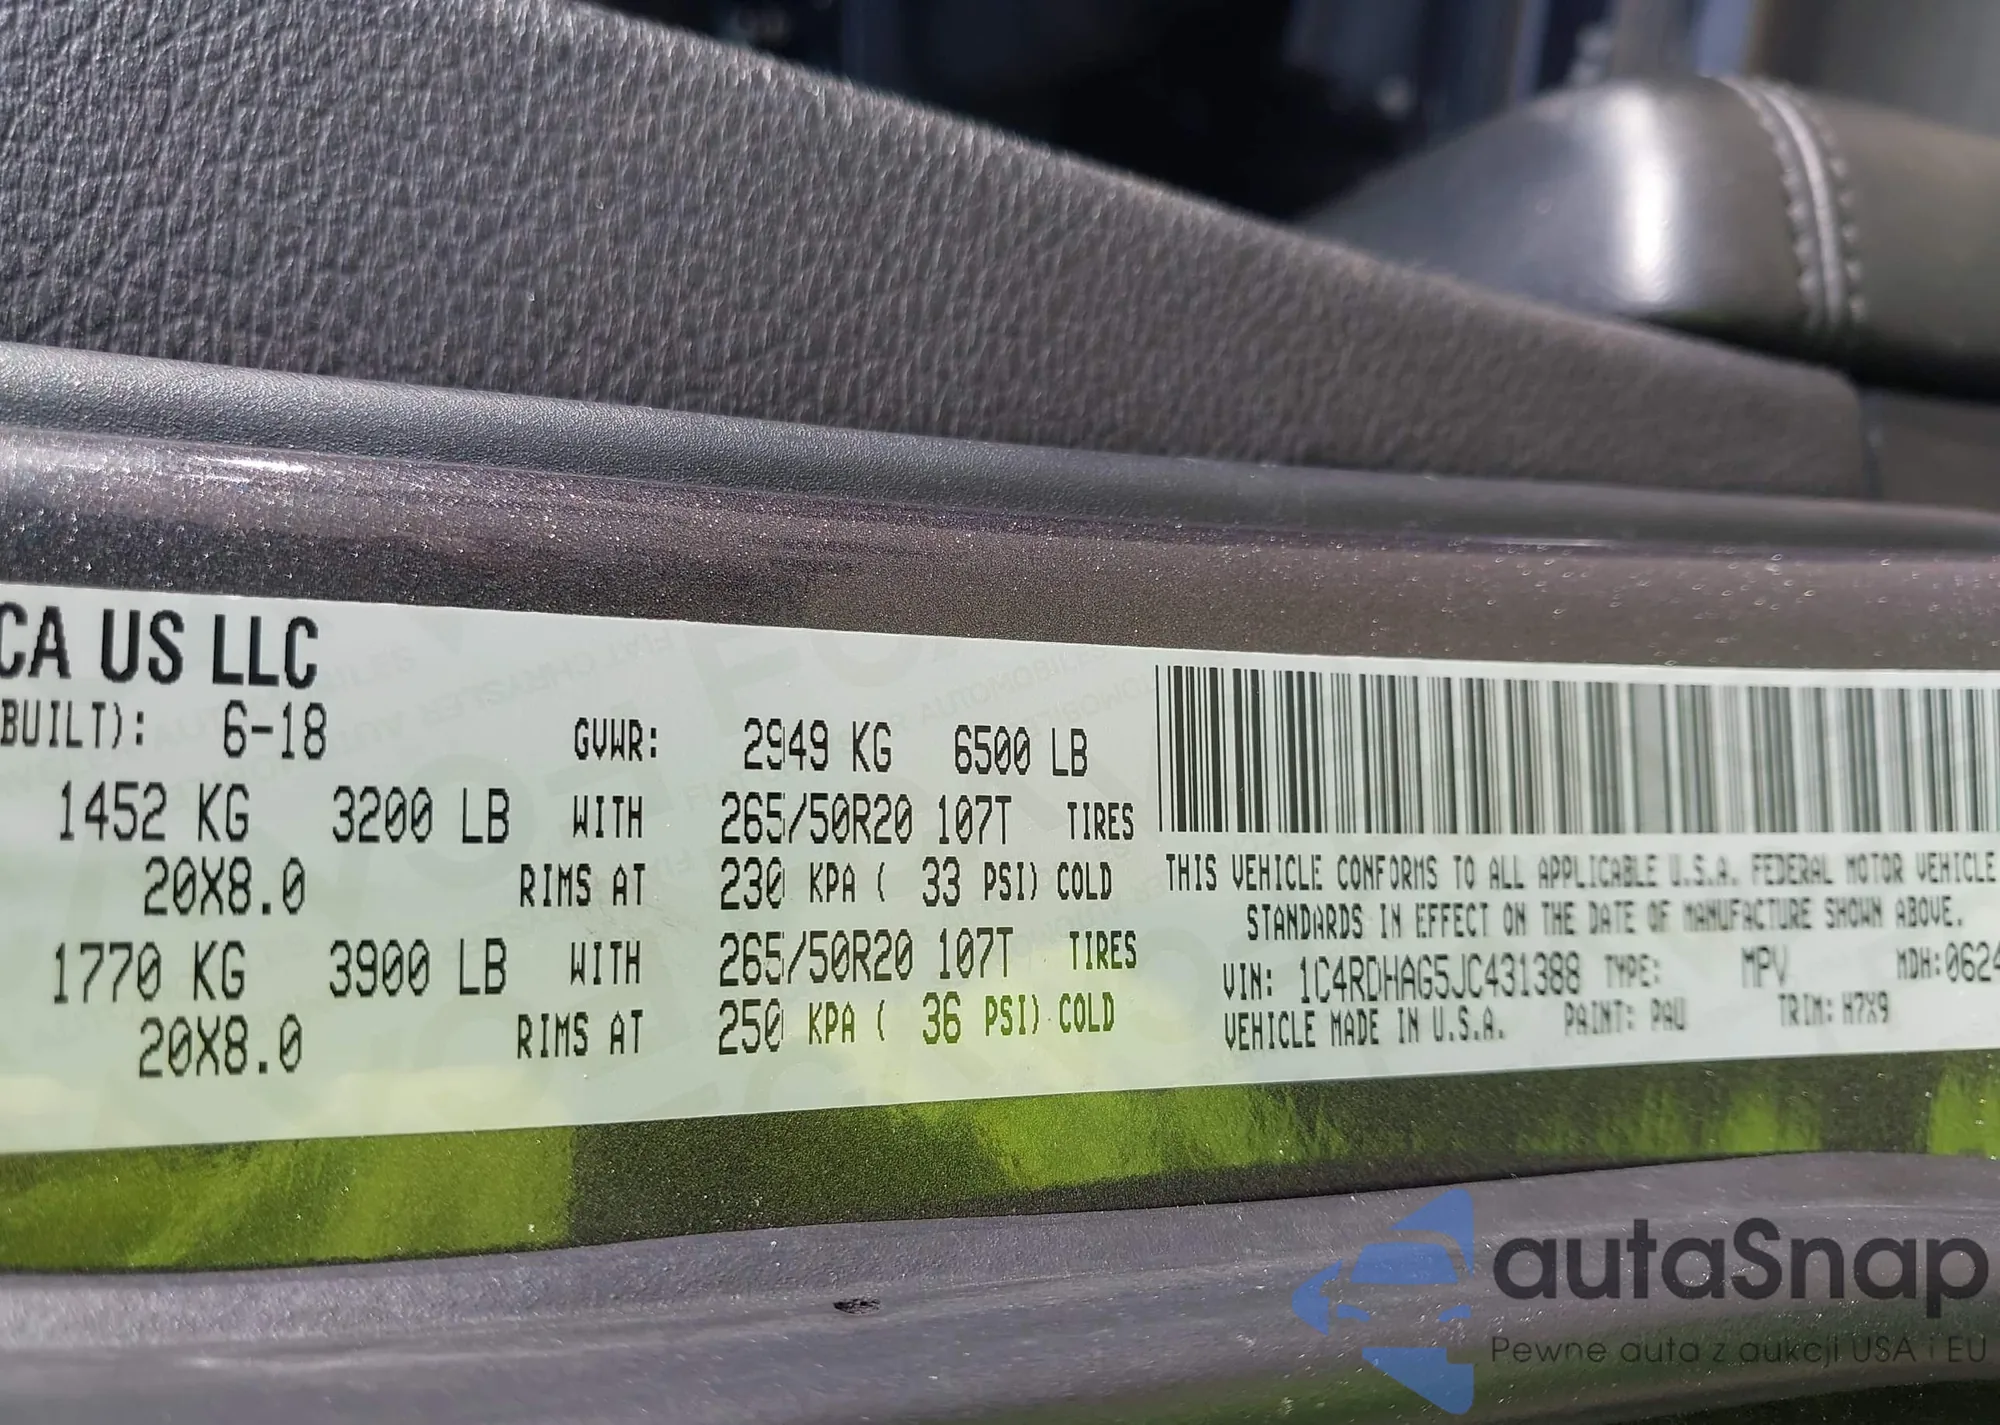 CA US LLC
BUILT): 6-18 GVWR: 2949 KG 6500 LB
1452 KG 3200 LB WITH 265/50R20 107T TIRES
20X8.0 RIMS AT 230 KPA ( 33 PSI) COLD
1770 KG 3900 LB WITH 265/50R20 107T TIRES
20X8.0 RIMS AT 250 KPA ( 36 PSI) COLD
THIS VEHICLE CONFORMS TO ALL APPLICABLE U.S.A. FEDERAL MOTOR VEHICLE
STANDARDS IN EFFECT ON THE DATE OF MANUFACTURE SHOWN ABOVE.
VIN: 1C4RDHAG5JC431388 TYPE: MPV MDH:0624
VEHICLE MADE IN U.S.A. PAINT: PAU TRIM: H7X9
autaSnap
Pewne auta z aukcji USA i EU